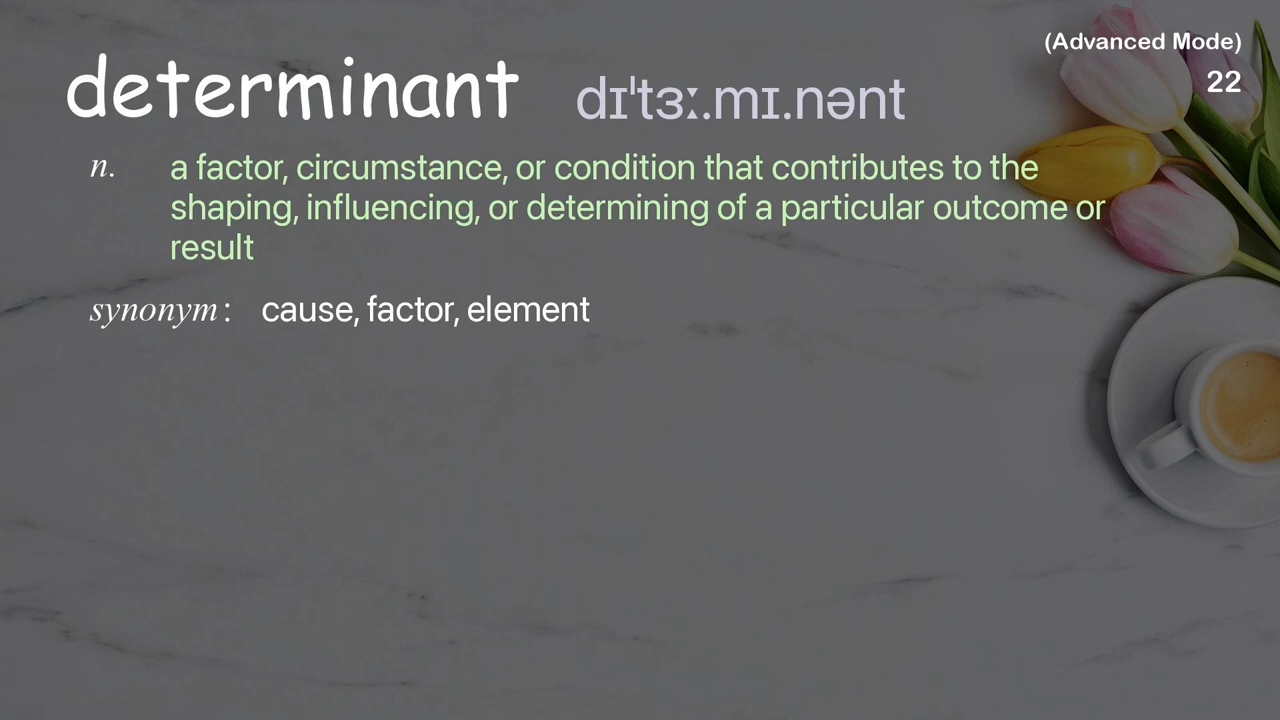 (Advanced Mode)
22
determinant dɪˈtɜː.mɪ.nənt
n. a factor, circumstance, or condition that contributes to the
shaping, influencing, or determining of a particular outcome or
result
synonym: cause, factor, element